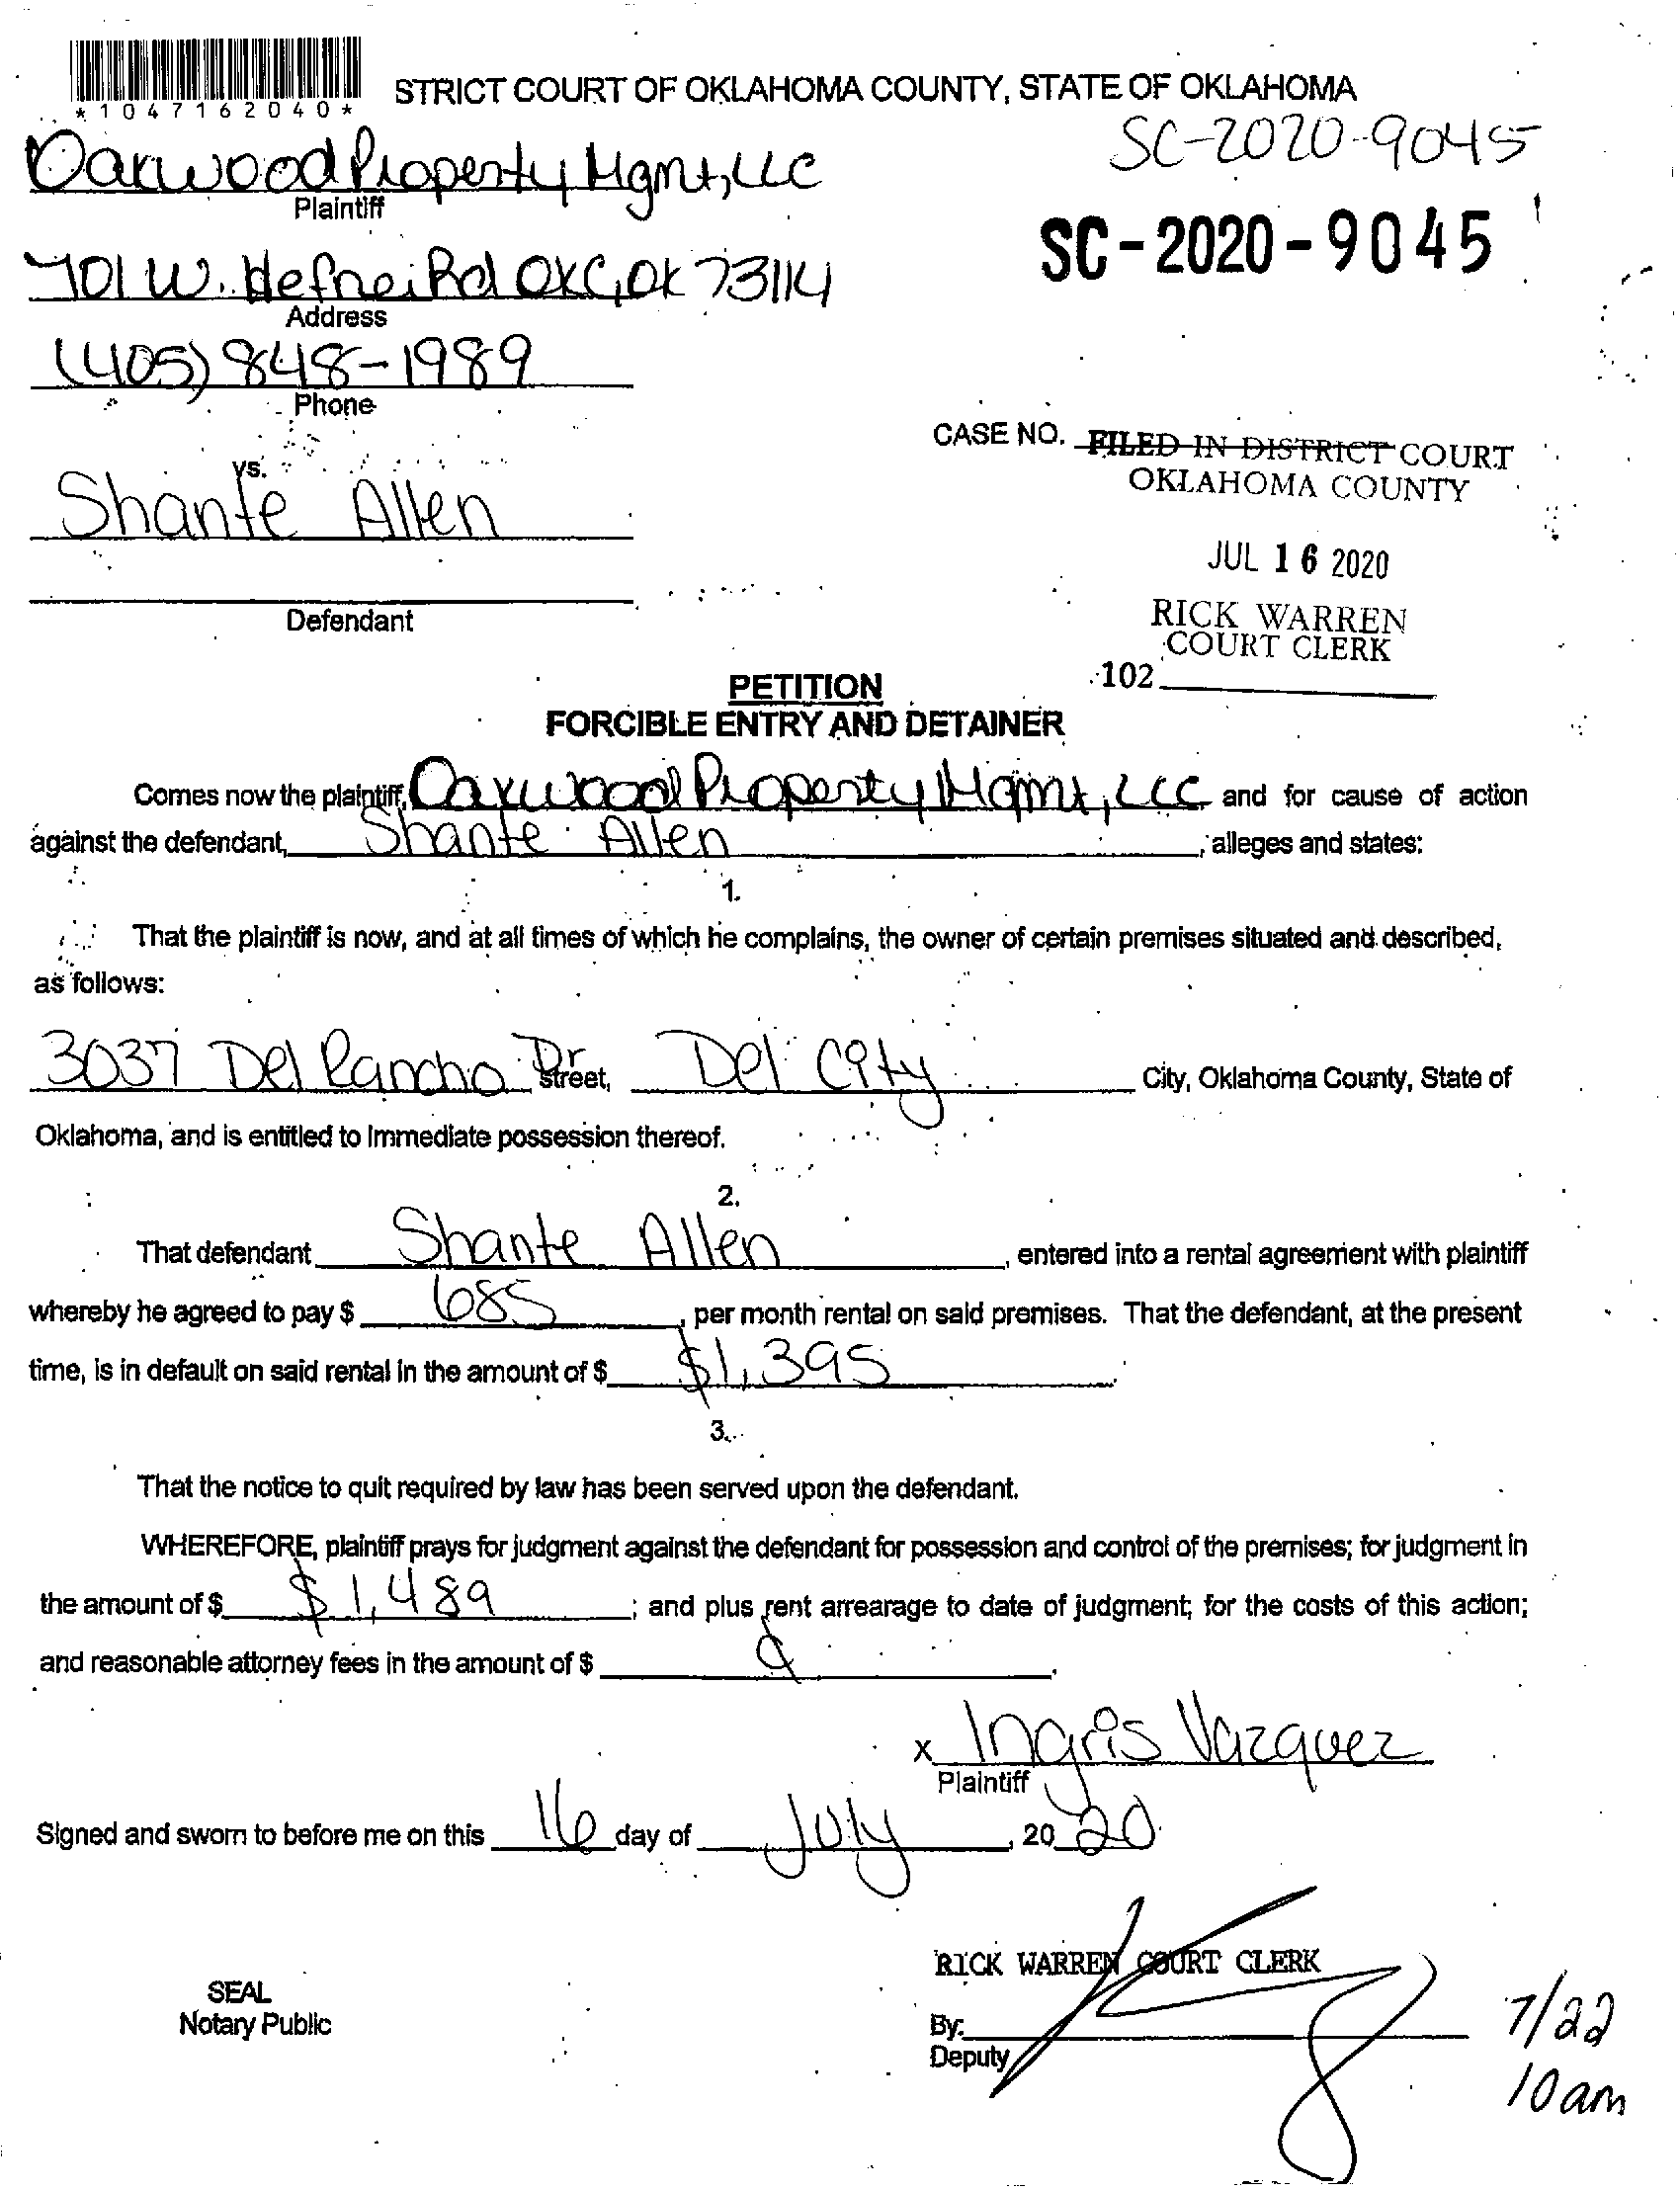 *1047162040*
STRICT COURT OF OKLAHOMA COUNTY, STATE OF OKLAHOMA
SC-2020-9045
Oakwood Property Mgmt, LLC
Plaintiff
SC-2020-9045
701 W. Hefner Rd OKC, OK 73114
Address
(405) 848-1989
Phone
CASE NO. FILED IN DISTRICT COURT
OKLAHOMA COUNTY
vs.
Shante Allen
JUL 16 2020
Defendant
RICK WARREN
COURT CLERK
102
PETITION
FORCIBLE ENTRY AND DETAINER
Comes now the plaintiff, Oakwood Property Mgmt, LLC and for cause of action
against the defendant, Shante Allen, alleges and states:
1.
That the plaintiff is now, and at all times of which he complains, the owner of certain premises situated and described,
as follows:
3037 Del Rancho Dr Street, Del City City, Oklahoma County, State of
Oklahoma, and is entitled to immediate possession thereof.
2.
That defendant Shante Allen, entered into a rental agreement with plaintiff
whereby he agreed to pay $ 685, per month rental on said premises. That the defendant, at the present
time, is in default on said rental in the amount of $ $1,395.
3.
That the notice to quit required by law has been served upon the defendant.
WHEREFORE, plaintiff prays for judgment against the defendant for possession and control of the premises; for judgment in
the amount of $ $1,489; and plus rent arrearage to date of judgment; for the costs of this action;
and reasonable attorney fees in the amount of $
x Ingris Vazquez
Plaintiff
Signed and sworn to before me on this 16 day of July, 20 20
RICK WARREN COURT CLERK
SEAL
Notary Public
By:
Deputy
7/22
10 am